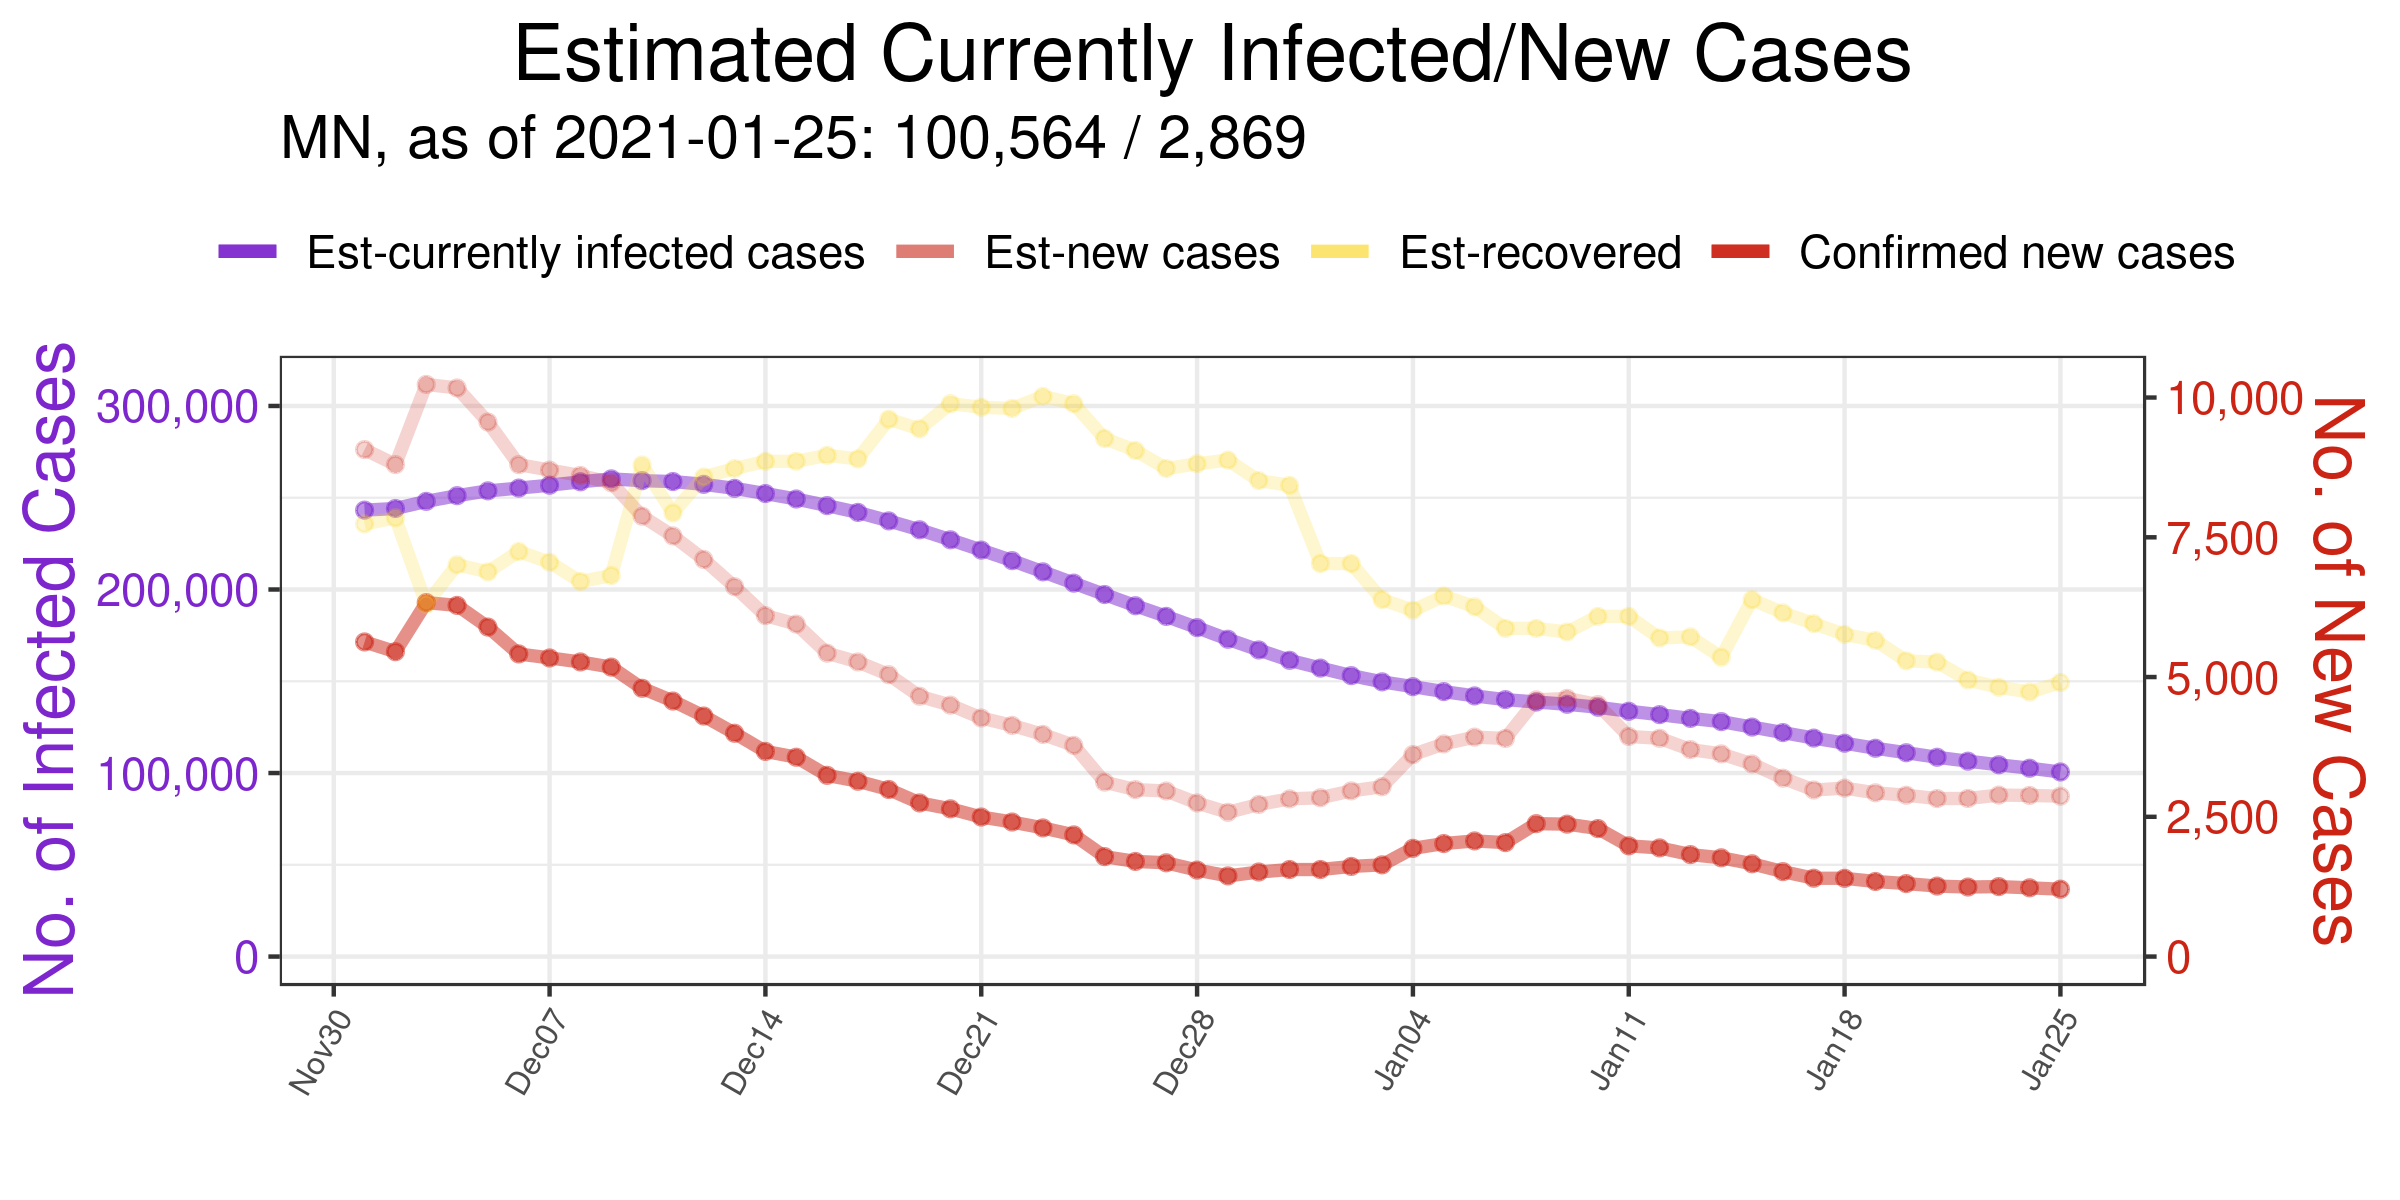 Estimated Currently Infected/New Cases
MN, as of 2021-01-25: 100,564 / 2,869
Est-currently infected cases Est-new cases Est-recovered Confirmed new cases
No. of Infected Cases
300,000
200,000
100,000
0
10,000
7,500
5,000
2,500
0
No. of New Cases
Nov30 Dec07 Dec14 Dec21 Dec28 Jan04 Jan11 Jan18 Jan25